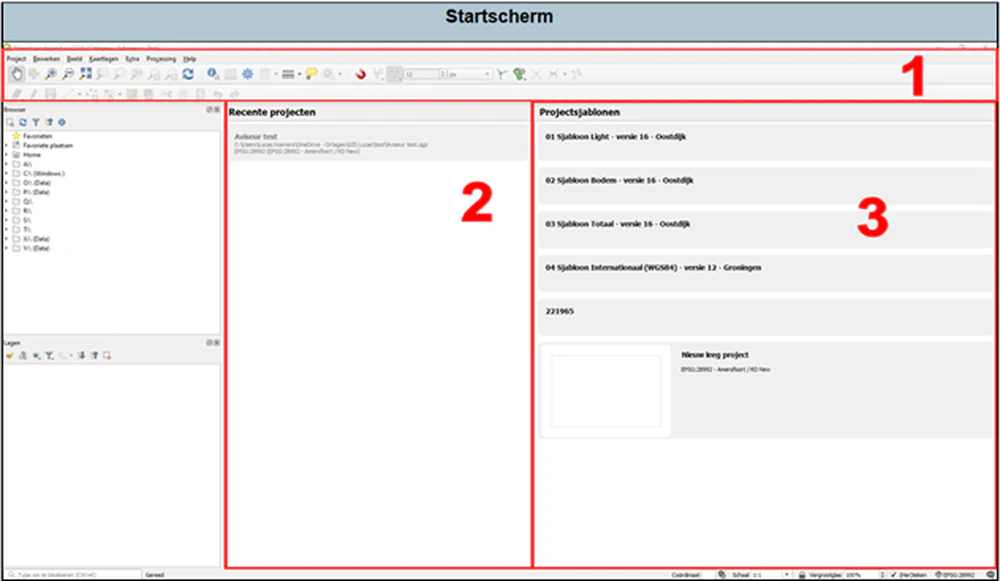 Startscherm
Project Bewerken Beeld Kaartlagen Extra Processing Help
1
Browser
Favorieten
Favoriete plaatsen
Home
A:\
C:\ (Windows)
O:\ (Data)
P:\ (Data)
Q:\
R:\
S:\
T:\
X:\ (Data)
Y:\ (Data)
Lagen
Recente projecten
Avixeur test
EPSG:28992 (EPSG:28992 - Amersfoort / RD New)
2
Projectsjablonen
01 Sjabloon Light - versie 16 - Oostdijk
02 Sjabloon Bodem - versie 16 - Oostdijk
03 Sjabloon Totaal - versie 16 - Oostdijk
04 Sjabloon Internationaal (WGS84) - versie 12 - Groningen
221965
Nieuw leeg project
EPSG:28992 - Amersfoort / RD New
3
Type om te lokaliseren (Ctrl+K) Gereed
Coördinaat Schaal 1:1 Vergrootglas 100% (Her)teken EPSG:28992